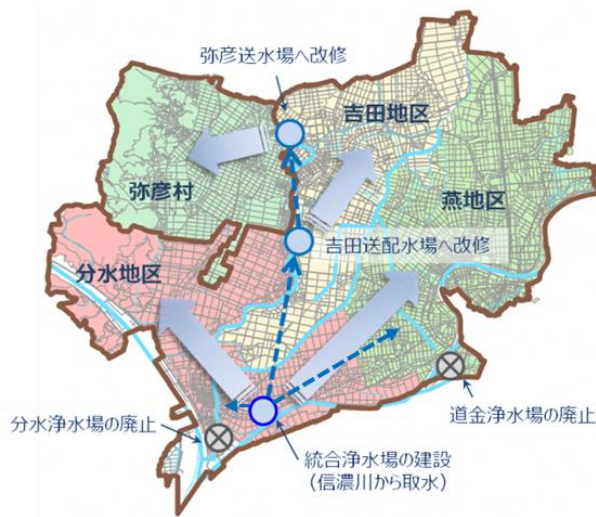 弥彦送水場へ改修
吉田地区
弥彦村
燕地区
吉田送配水場へ改修
分水地区
道金浄水場の廃止
分水浄水場の廃止
統合浄水場の建設
（信濃川から取水）